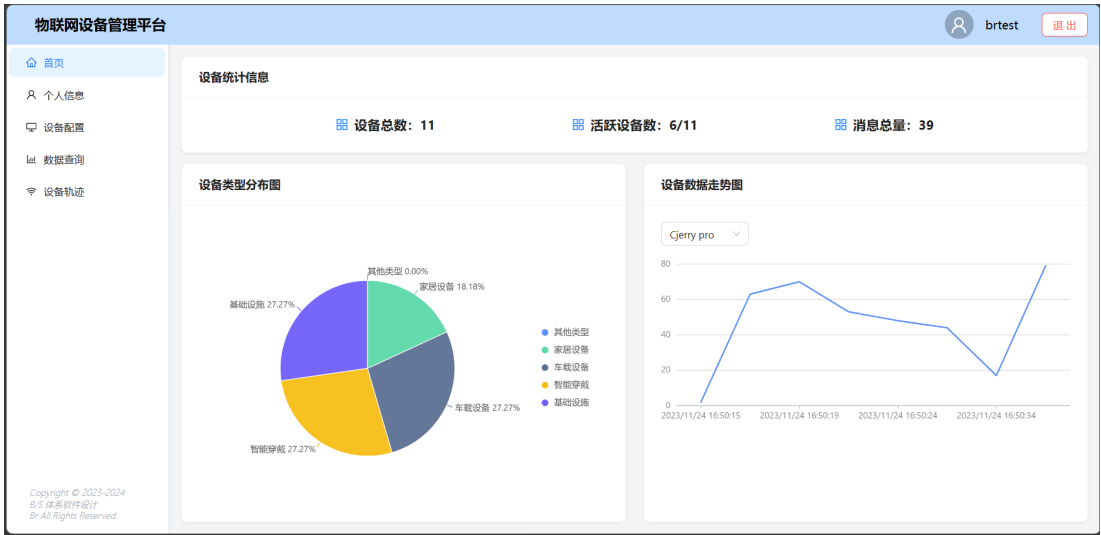 物联网设备管理平台
brtest
退 出
首页
个人信息
设备配置
数据查询
设备轨迹
设备统计信息
设备总数：11
活跃设备数：6/11
消息总量：39
设备类型分布图
其他类型 0.00%
家居设备 18.18%
基础设施 27.27%
车载设备 27.27%
智能穿戴 27.27%
其他类型
家居设备
车载设备
智能穿戴
基础设施
设备数据走势图
Cjerry pro
80
60
40
20
0
2023/11/24 16:50:15 2023/11/24 16:50:19 2023/11/24 16:50:24 2023/11/24 16:50:34
Copyright © 2023-2024
B/S 体系软件设计
Br All Rights Reserved.